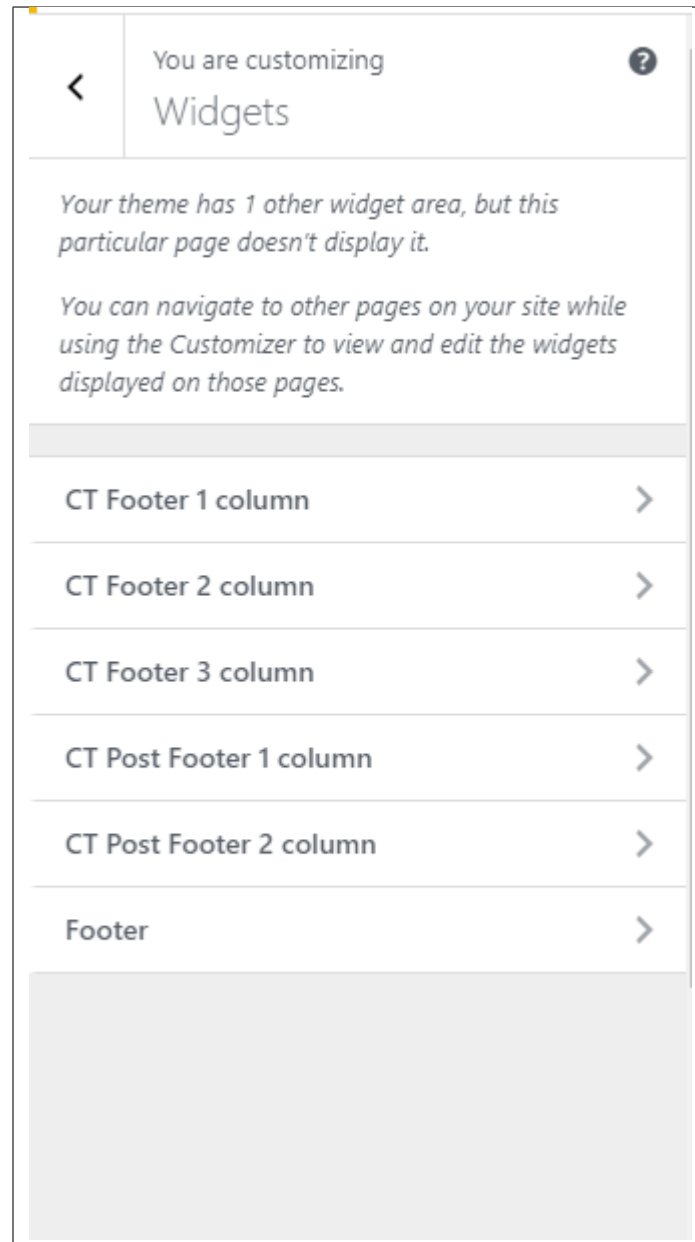 You are customizing
Widgets
Your theme has 1 other widget area, but this
particular page doesn't display it.
You can navigate to other pages on your site while
using the Customizer to view and edit the widgets
displayed on those pages.
CT Footer 1 column
CT Footer 2 column
CT Footer 3 column
CT Post Footer 1 column
CT Post Footer 2 column
Footer